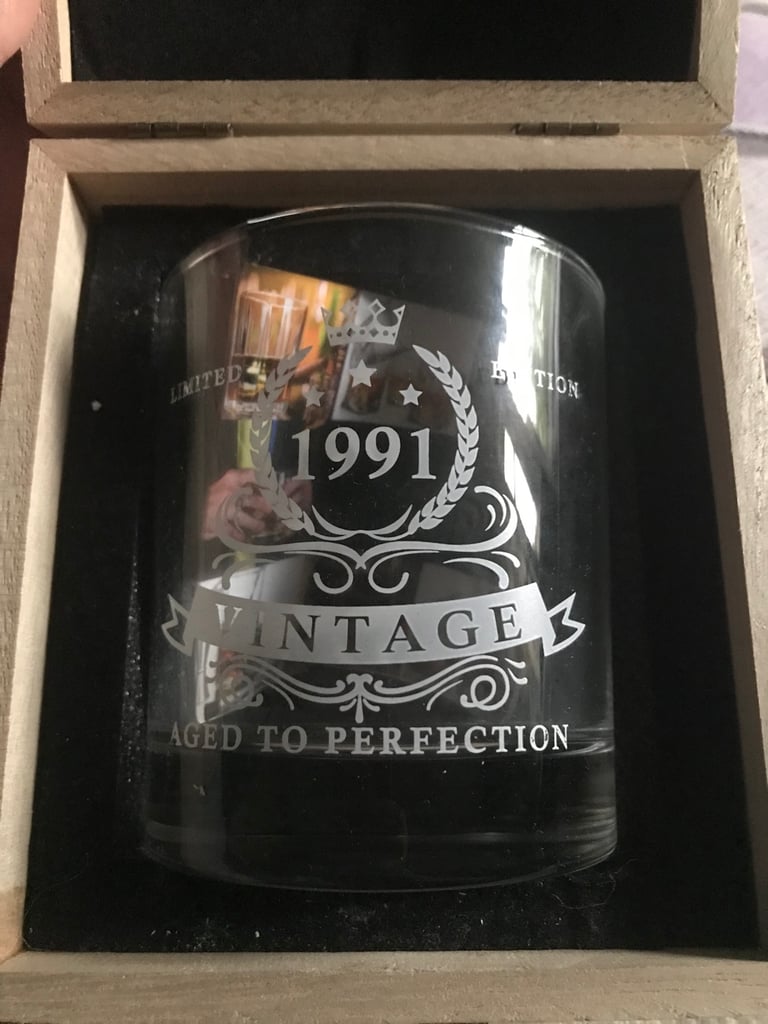 LIMITED EDITION
1991
VINTAGE
AGED TO PERFECTION